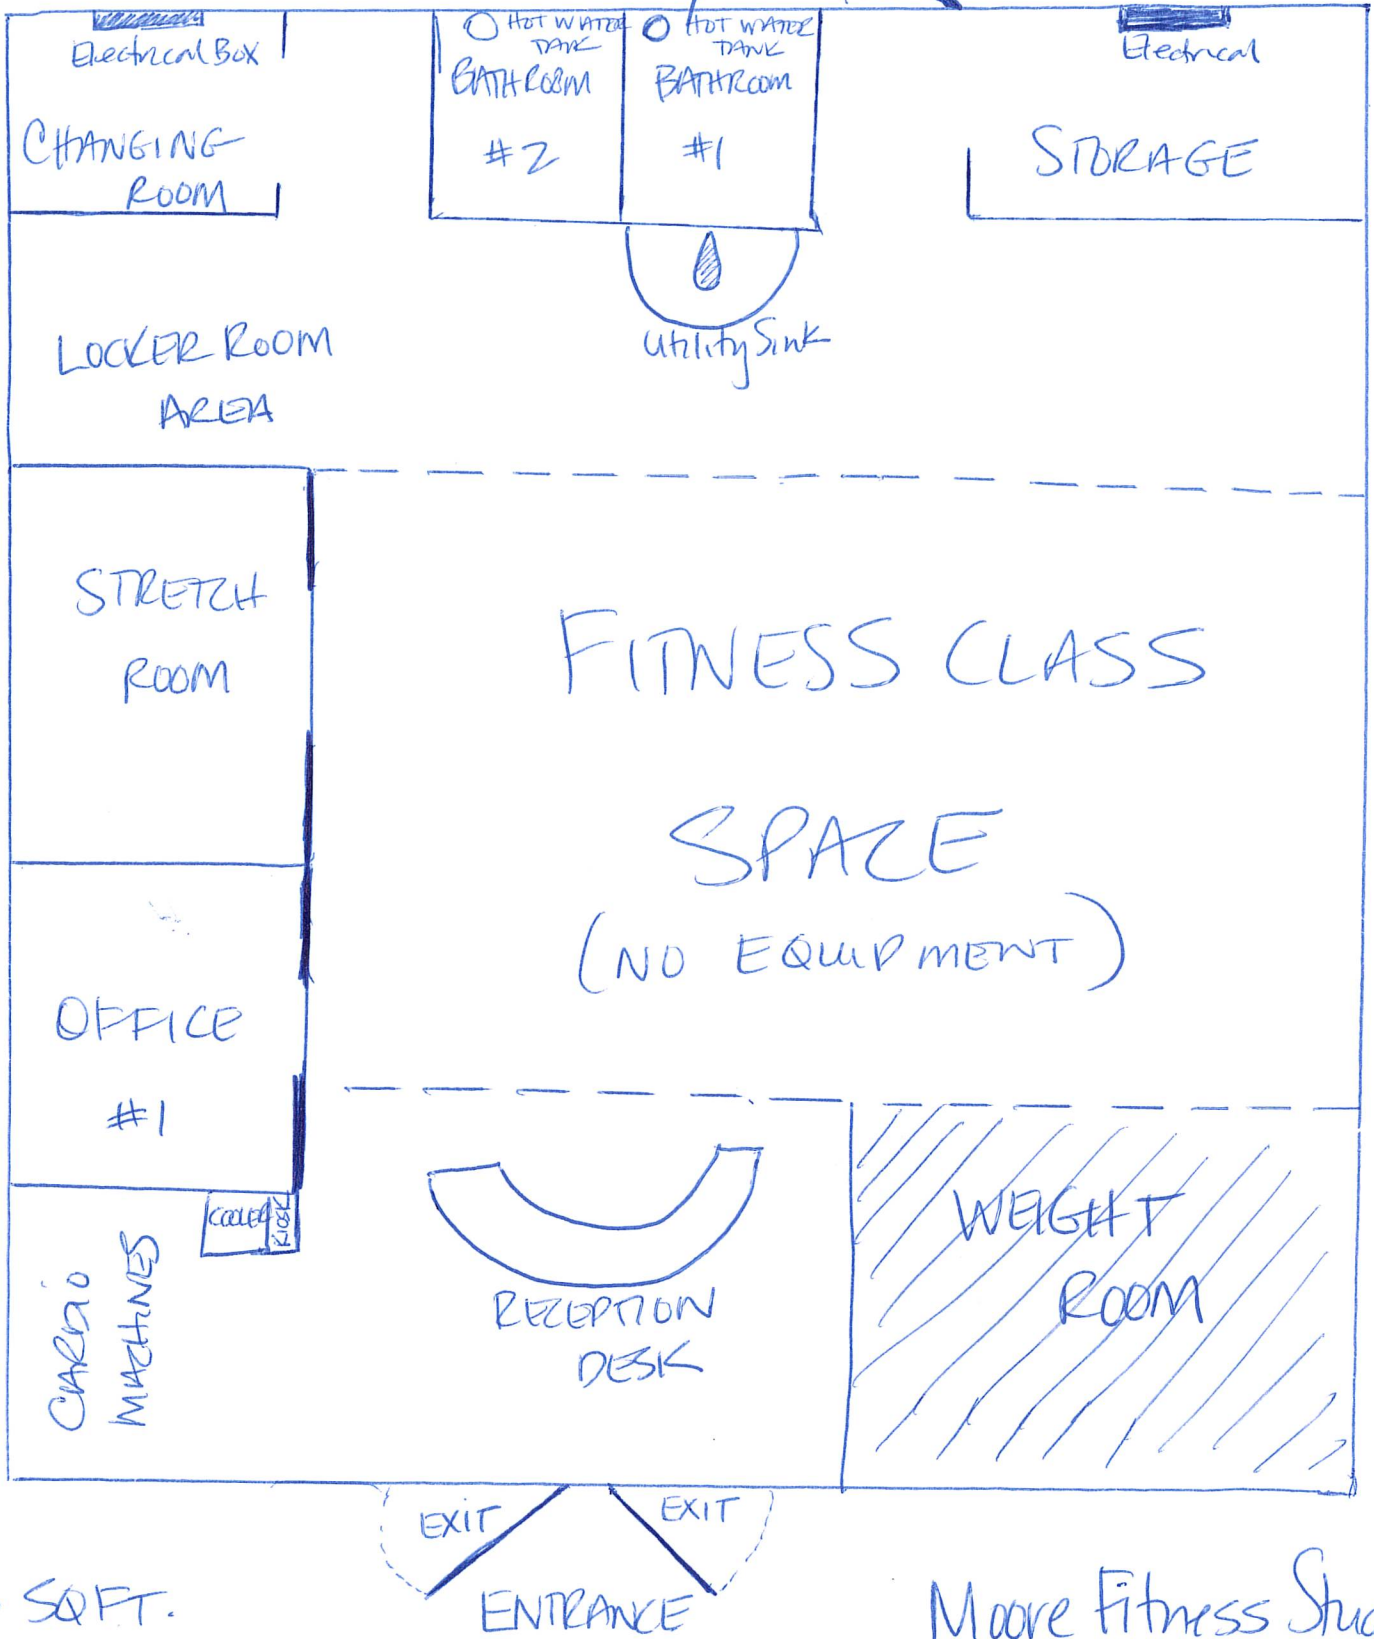 Electrical Box
CHANGING
ROOM
HOT WATER
TANK
BATHROOM
#2
HOT WATER
TANK
BATHROOM
#1
Electrical
STORAGE
Utility Sink
LOCKER ROOM
AREA
STRETCH
ROOM
FITNESS CLASS
SPACE
(NO EQUIPMENT)
OFFICE
#1
COOLER
KIOSK
CARDIO
MACHINES
RECEPTION
DESK
WEIGHT
ROOM
EXIT
EXIT
ENTRANCE
SQFT.
Moore Fitness